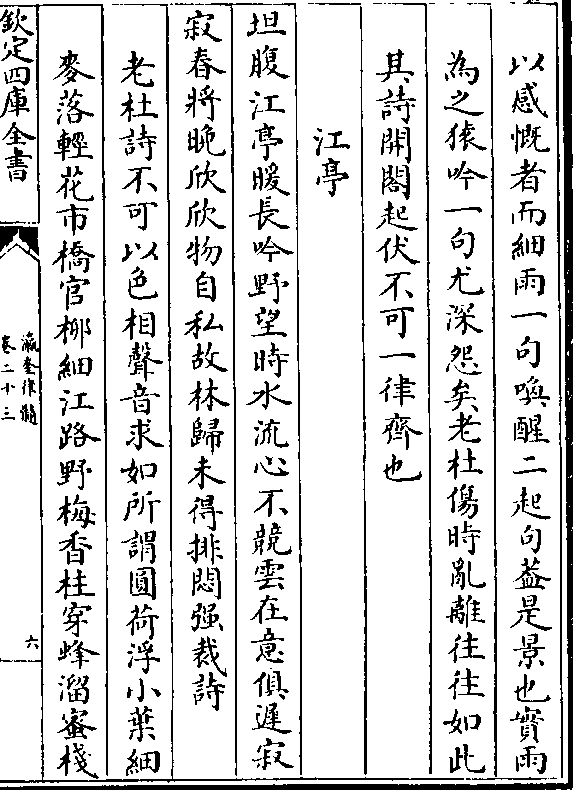 以感慨者而細雨一句喚醒二起句葢是景也實雨
為之猿吟一句尤深怨矣老杜傷時亂離往往如此
其詩開闔起伏不可一律齊也
江亭
坦腹江亭暖長吟野望時水流心不競雲在意俱遲寂
寂春將晚欣欣物自私故林歸未得排悶强裁詩
老杜詩不可以色相聲音求如所謂圓荷浮小葉細
麥落輕花市橋官栁細江路野梅香柱穿蜂溜蜜棧
欽定四庫全書
瀛奎律髓
卷二十三
六